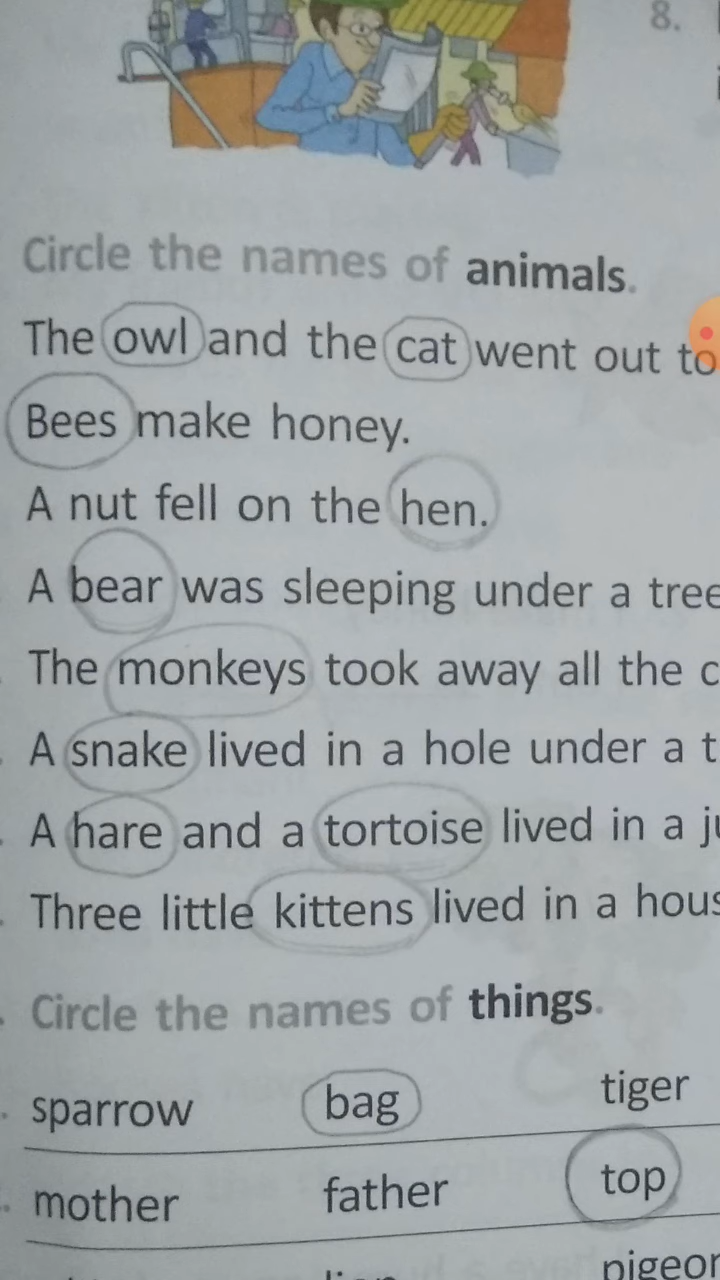 8.
Circle the names of animals.
The owl and the cat went out to
Bees make honey.
A nut fell on the hen.
A bear was sleeping under a tree
The monkeys took away all the
A snake lived in a hole under a
A hare and a tortoise lived in a
Three little kittens lived in a
Circle the names of things.
sparrow bag tiger
mother father top